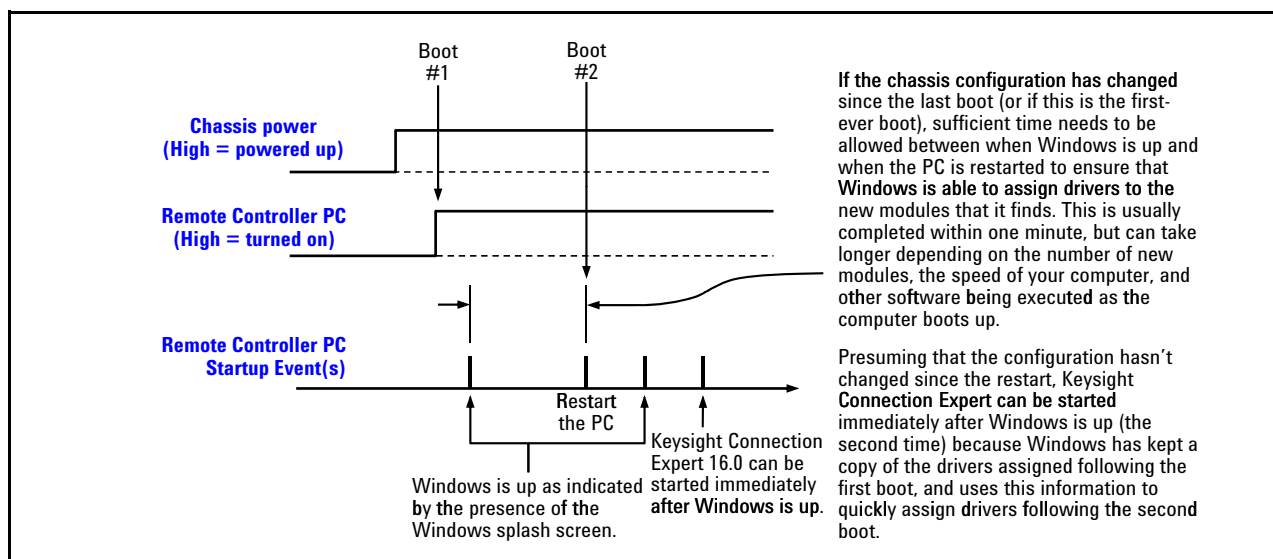 Boot
#1
Boot
#2
Chassis power
(High = powered up)
Remote Controller PC
(High = turned on)
Remote Controller PC
Startup Event(s)
Restart
the PC
Windows is up as indicated
by the presence of the
Windows splash screen.
Keysight Connection
Expert 16.0 can be
started immediately
after Windows is up.
If the chassis configuration has changed
since the last boot (or if this is the first-
ever boot), sufficient time needs to be
allowed between when Windows is up and
when the PC is restarted to ensure that
Windows is able to assign drivers to the
new modules that it finds. This is usually
completed within one minute, but can take
longer depending on the number of new
modules, the speed of your computer, and
other software being executed as the
computer boots up.
Presuming that the configuration hasn’t
changed since the restart, Keysight
Connection Expert can be started
immediately after Windows is up (the
second time) because Windows has kept a
copy of the drivers assigned following the
first boot, and uses this information to
quickly assign drivers following the second
boot.